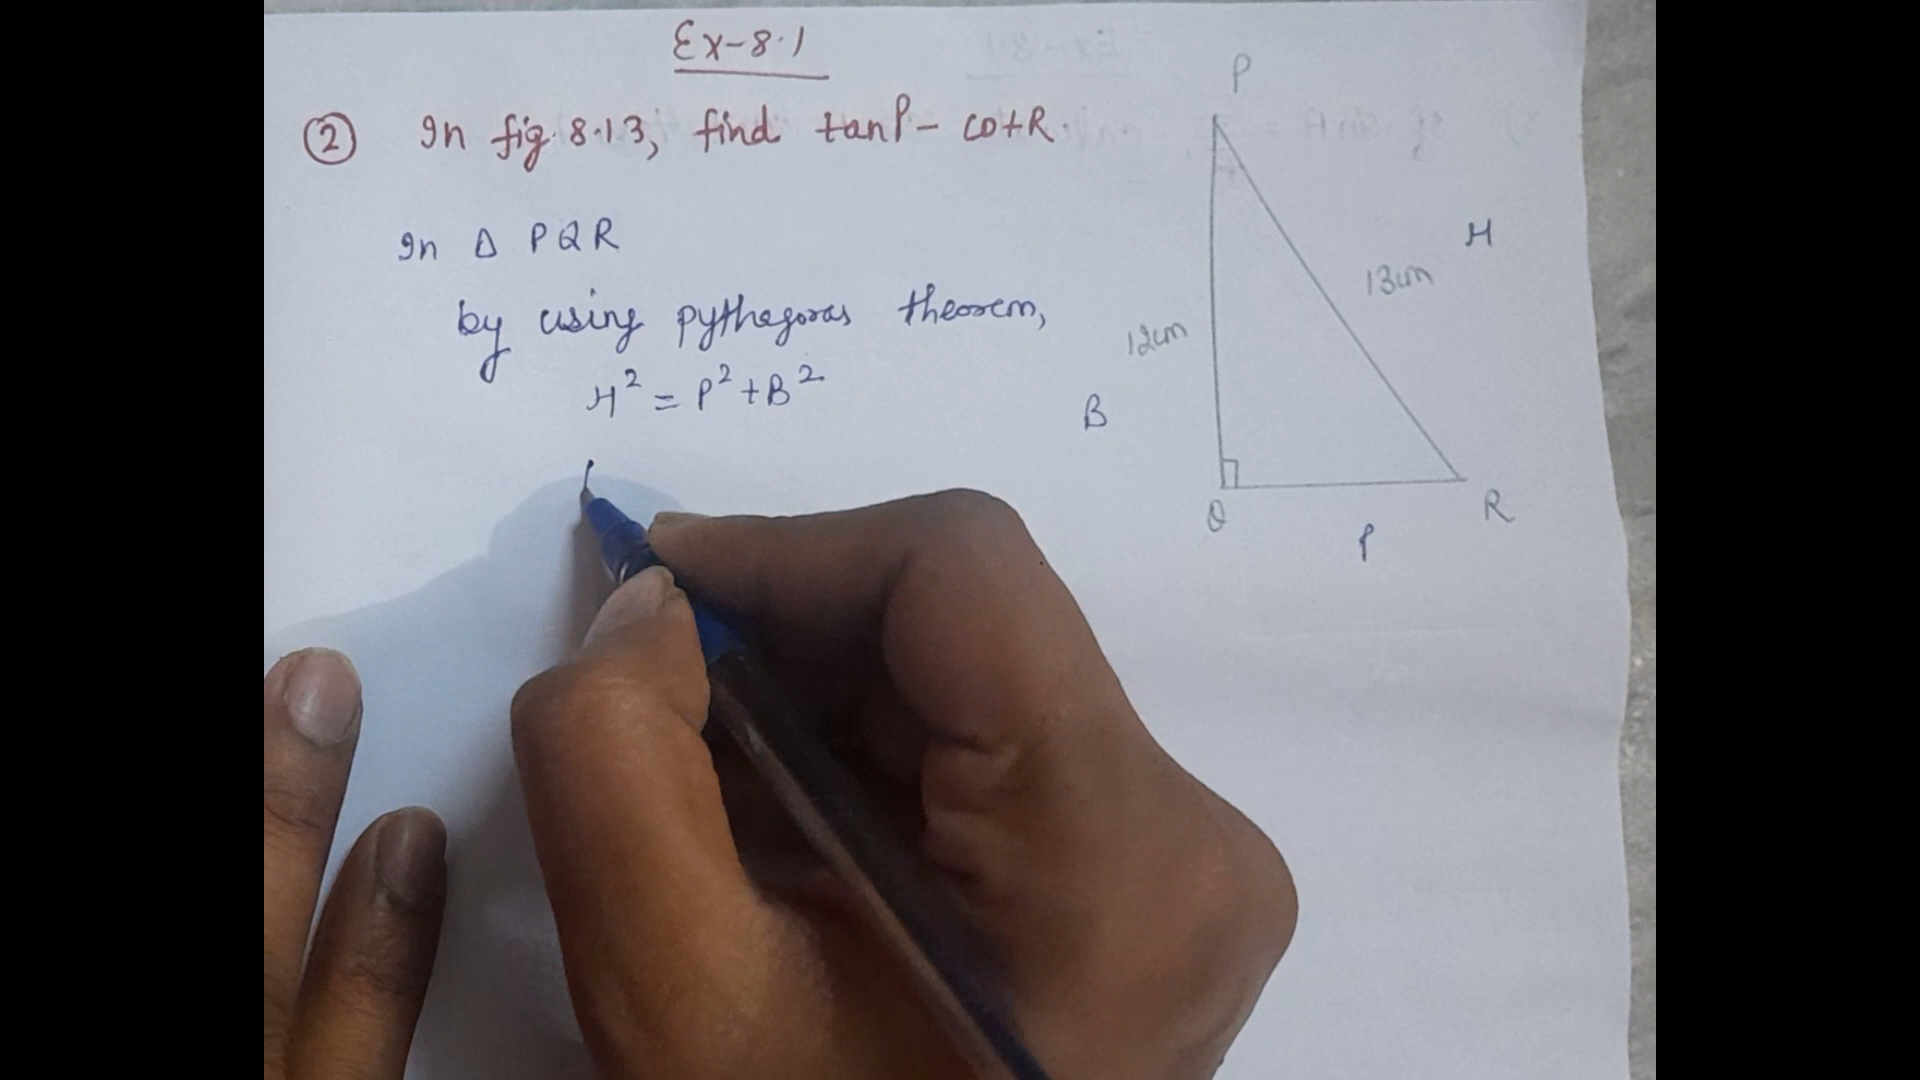 Ex-8.1
② In fig. 8.13, find tanP - cotR.
In Δ PQR
by using pythagoras theorem,
H² = P² + B²
P
H
13cm
12cm
B
Q
R
P